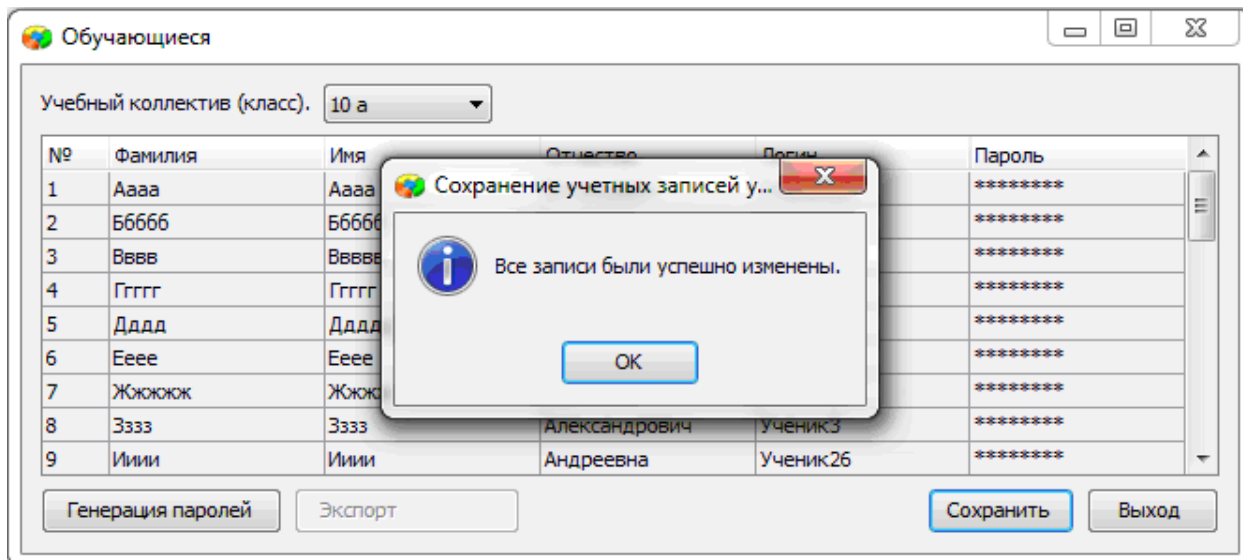 Обучающиеся
Учебный коллектив (класс). 10 а
№ Фамилия Имя Отчество Логин Пароль
Сохранение учетных записей у...
1 Аааа Аааа ********
2 Ббббб Ббббб ********
3 Вввв Ввввв ********
Все записи были успешно изменены.
4 Ггггг Ггггг ********
5 Дддд Дддд ********
6 Ееее Ееее ********
OK
7 Жжжжж Жжж ********
8 Зззз Зззз Александрович Ученик3 ********
9 Ииии Ииии Андреевна Ученик26 ********
Генерация паролей Экспорт Сохранить Выход